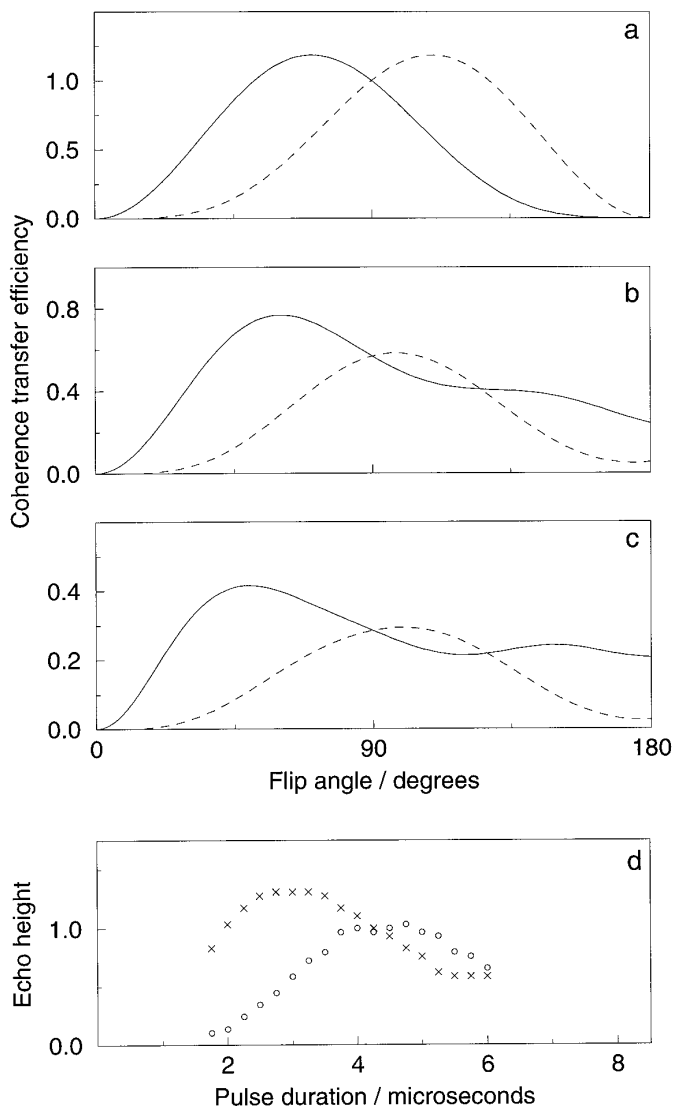 a
1.0
0.5
0.0
b
0.8
0.4
0.0
Coherence transfer efficiency
c
0.4
0.2
0.0
0 90 180
Flip angle / degrees
d
1.0
0.0
Echo height
2 4 6 8
Pulse duration / microseconds